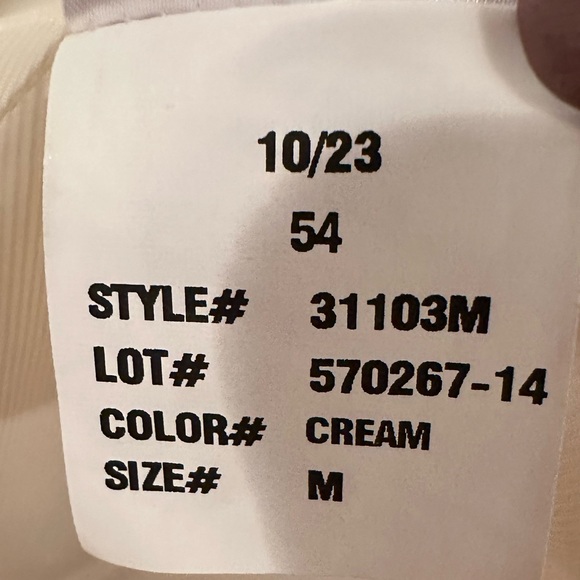 10/23
54
STYLE# 31103M
LOT# 570267-14
COLOR# CREAM
SIZE# M